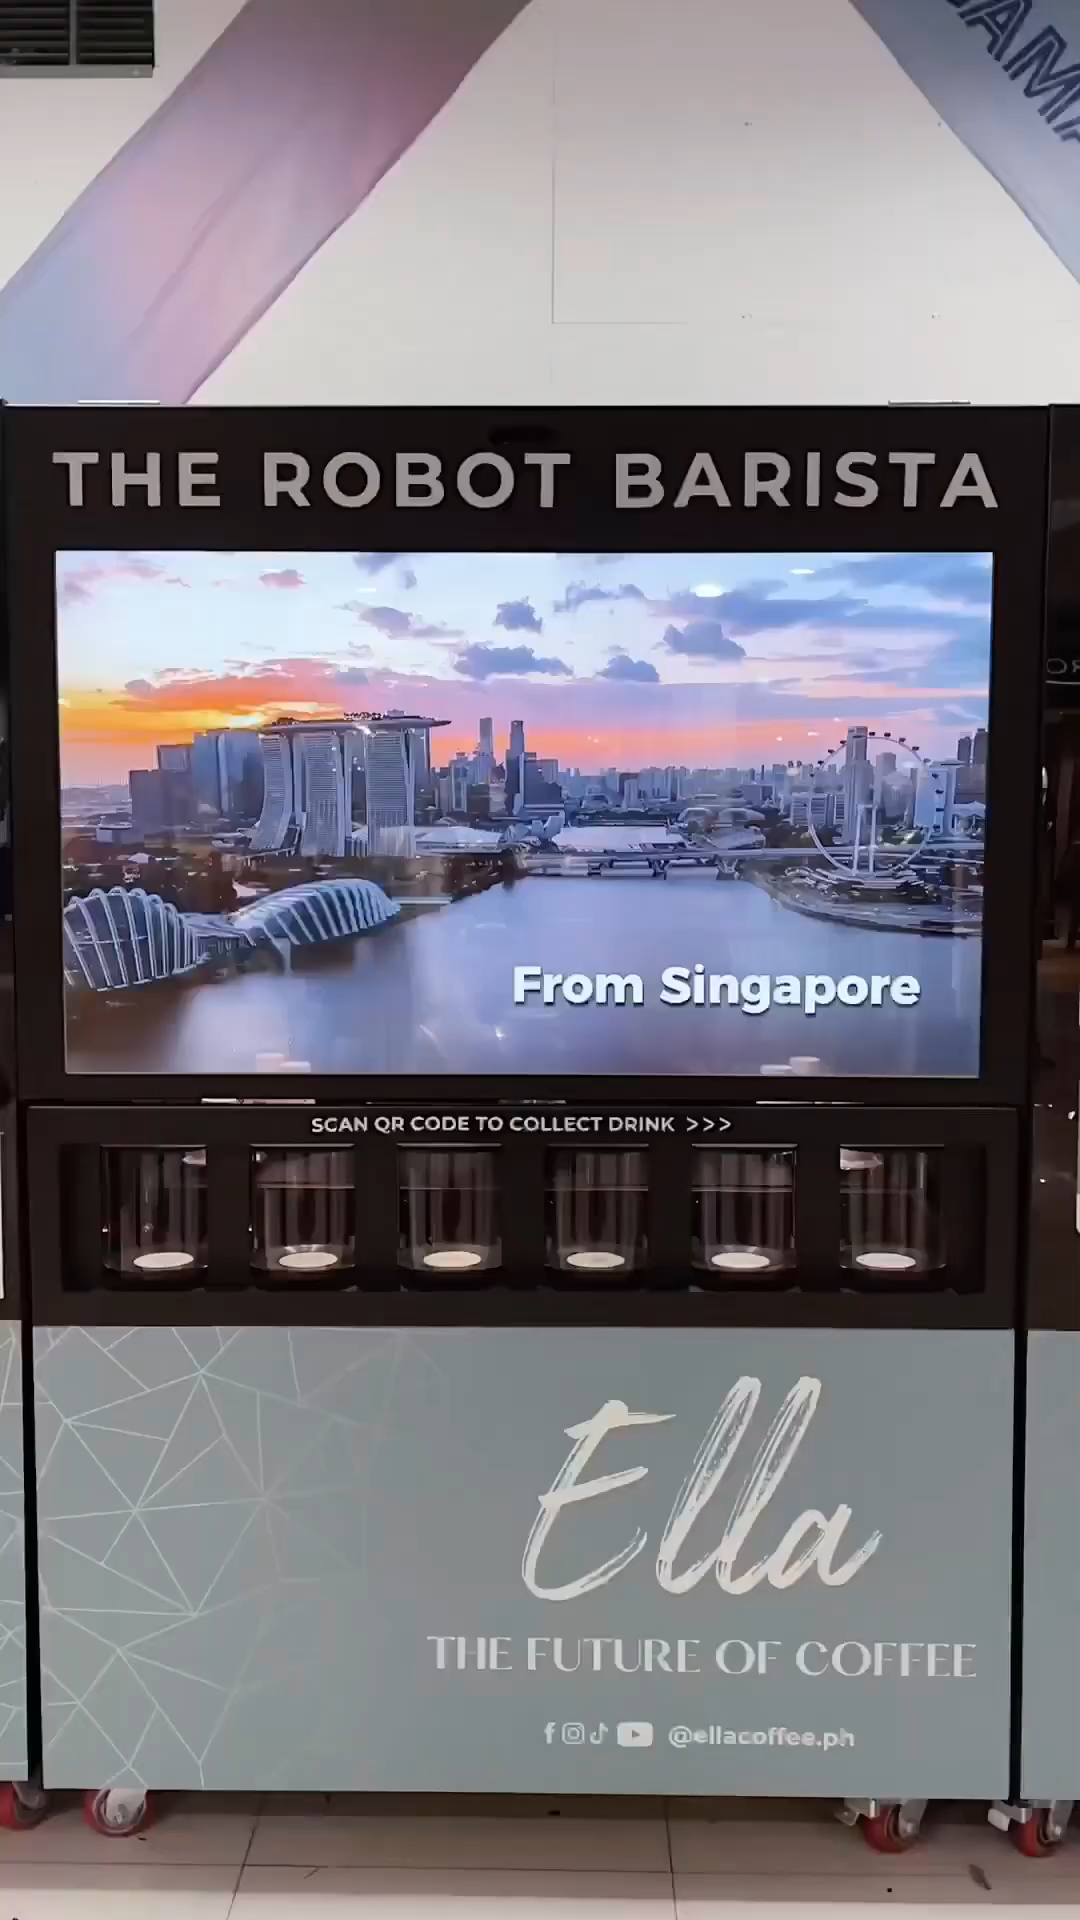 THE ROBOT BARISTA
From Singapore
SCAN QR CODE TO COLLECT DRINK >>>
Ella
THE FUTURE OF COFFEE
@ellacoffee.ph